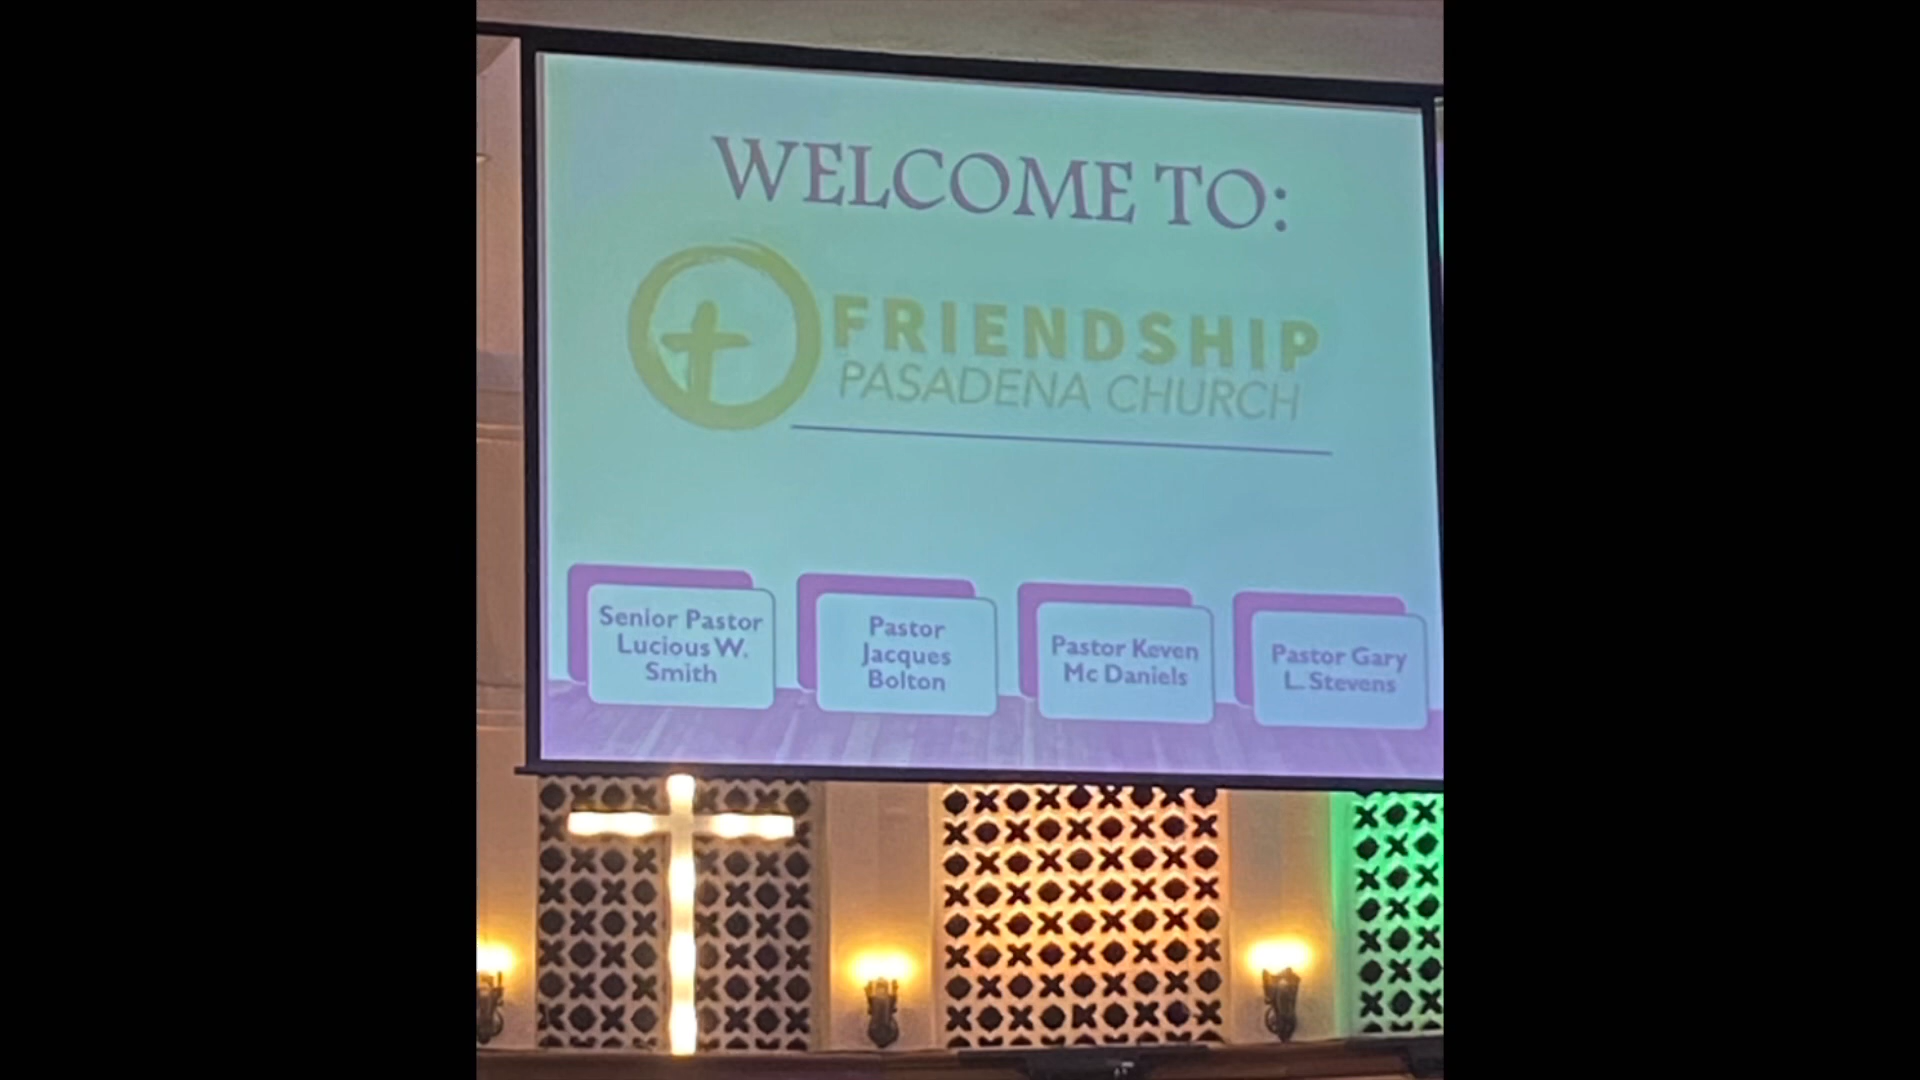 WELCOME TO:
FRIENDSHIP
PASADENA CHURCH
Senior Pastor
Lucious W.
Smith
Pastor
Jacques
Bolton
Pastor Keven
Mc Daniels
Pastor Gary
L. Stevens